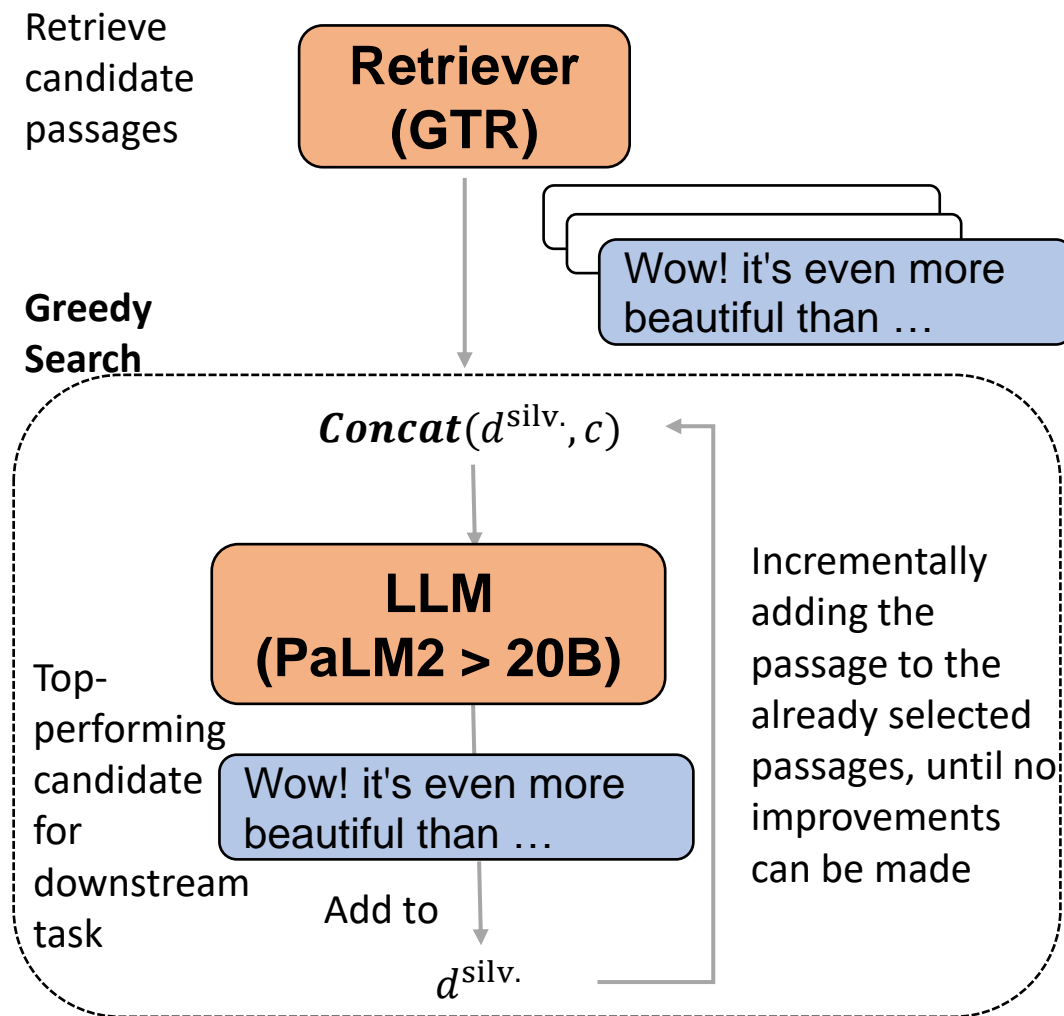 Retrieve
candidate
passages
Retriever
(GTR)
Wow! it's even more
beautiful than …
Greedy
Search
Concat(d^silv., c)
LLM
(PaLM2 > 20B)
Top-
performing
candidate
for
downstream
task
Wow! it's even more
beautiful than …
Add to
d^silv.
Incrementally
adding the
passage to the
already selected
passages, until no
improvements
can be made